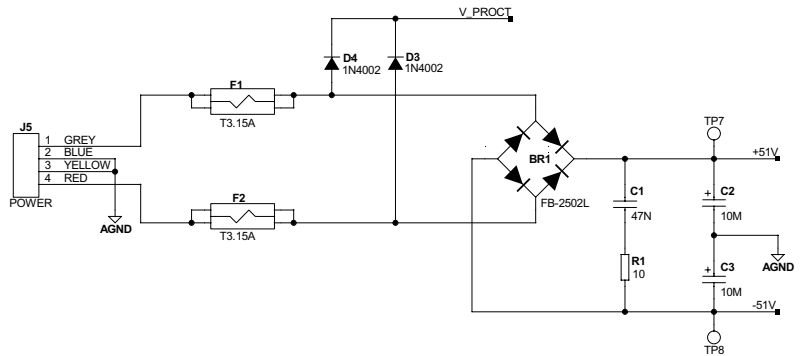 V_PROCT
D4
1N4002
D3
1N4002
F1
T3.15A
J5
1 GREY
2 BLUE
3 YELLOW
4 RED
POWER
AGND
F2
T3.15A
BR1
FB-2502L
TP7
+51V
C1
47N
C2
10M
R1
10
C3
10M
AGND
-51V
TP8
+
+